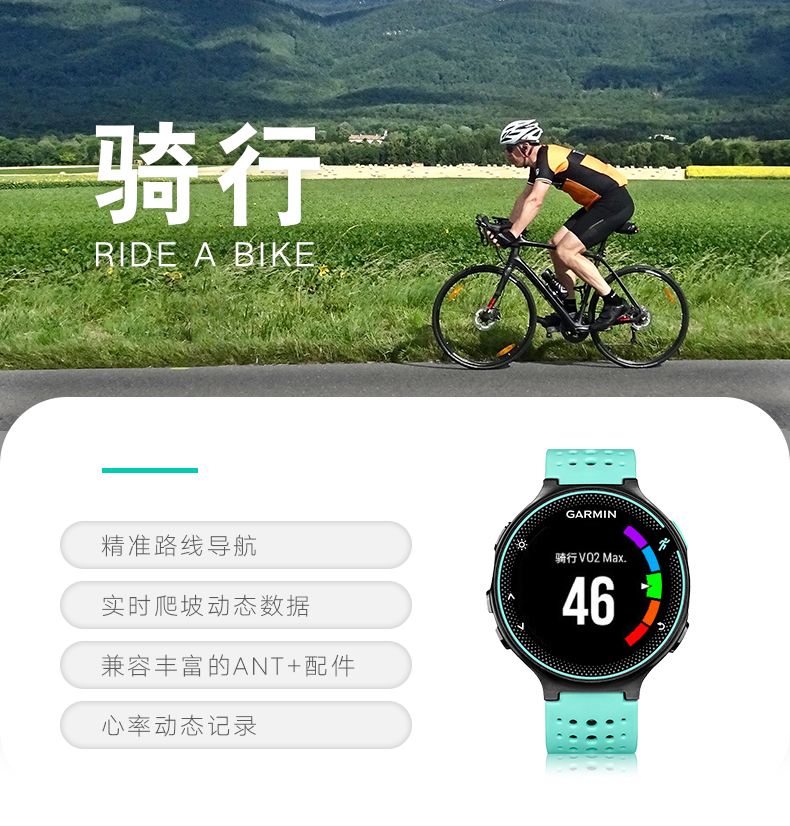 骑行
RIDE A BIKE
精准路线导航
实时爬坡动态数据
兼容丰富的ANT+配件
心率动态记录
GARMIN
骑行 VO2 Max.
46